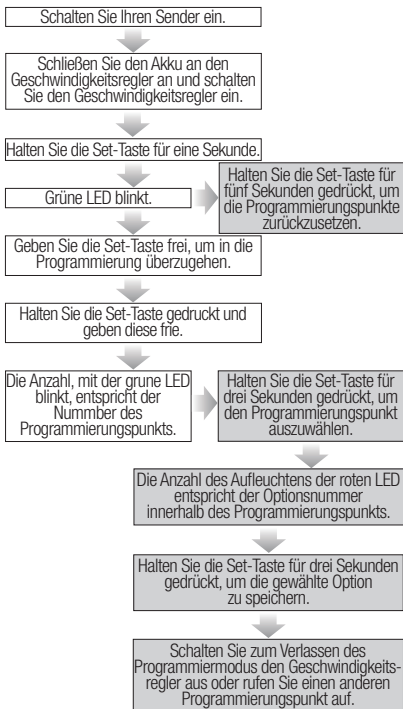 Schalten Sie Ihren Sender ein.
Schließen Sie den Akku an den
Geschwindigkeitsregler an und schalten
Sie den Geschwindigkeitsregler ein.
Halten Sie die Set-Taste für eine Sekunde.
Grüne LED blinkt.
Halten Sie die Set-Taste für
fünf Sekunden gedrückt, um
die Programmierungspunkte
zurückzusetzen.
Geben Sie die Set-Taste frei, um in die
Programmierung überzugehen.
Halten Sie die Set-Taste gedruckt und
geben diese frie.
Die Anzahl, mit der grune LED
blinkt, entspricht der
Nummber des
Programmierungspunkts.
Halten Sie die Set-Taste für
drei Sekunden gedrückt, um
den Programmierungspunkt
auszuwählen.
Die Anzahl des Aufleuchtens der roten LED
entspricht der Optionsnummer
innerhalb des Programmierungspunkts.
Halten Sie die Set-Taste für drei Sekunden
gedrückt, um die gewählte Option
zu speichern.
Schalten Sie zum Verlassen des
Programmiermodus den Geschwindigkeits-
regler aus oder rufen Sie einen anderen
Programmierungspunkt auf.